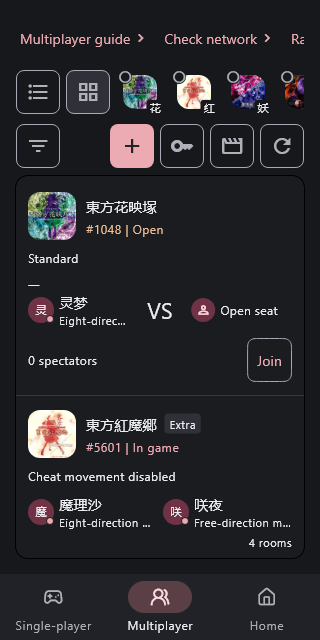 Multiplayer guide
Check network
Ra
花
红
妖
東方花映塚
#1048 | Open
Standard
—
灵
灵梦
Eight-direc...
VS
Open seat
0 spectators
Join
東方紅魔郷
Extra
#5601 | In game
Cheat movement disabled
魔
魔理沙
Eight-direction ...
咲
咲夜
Free-direction m...
4 rooms
Single-player
Multiplayer
Home